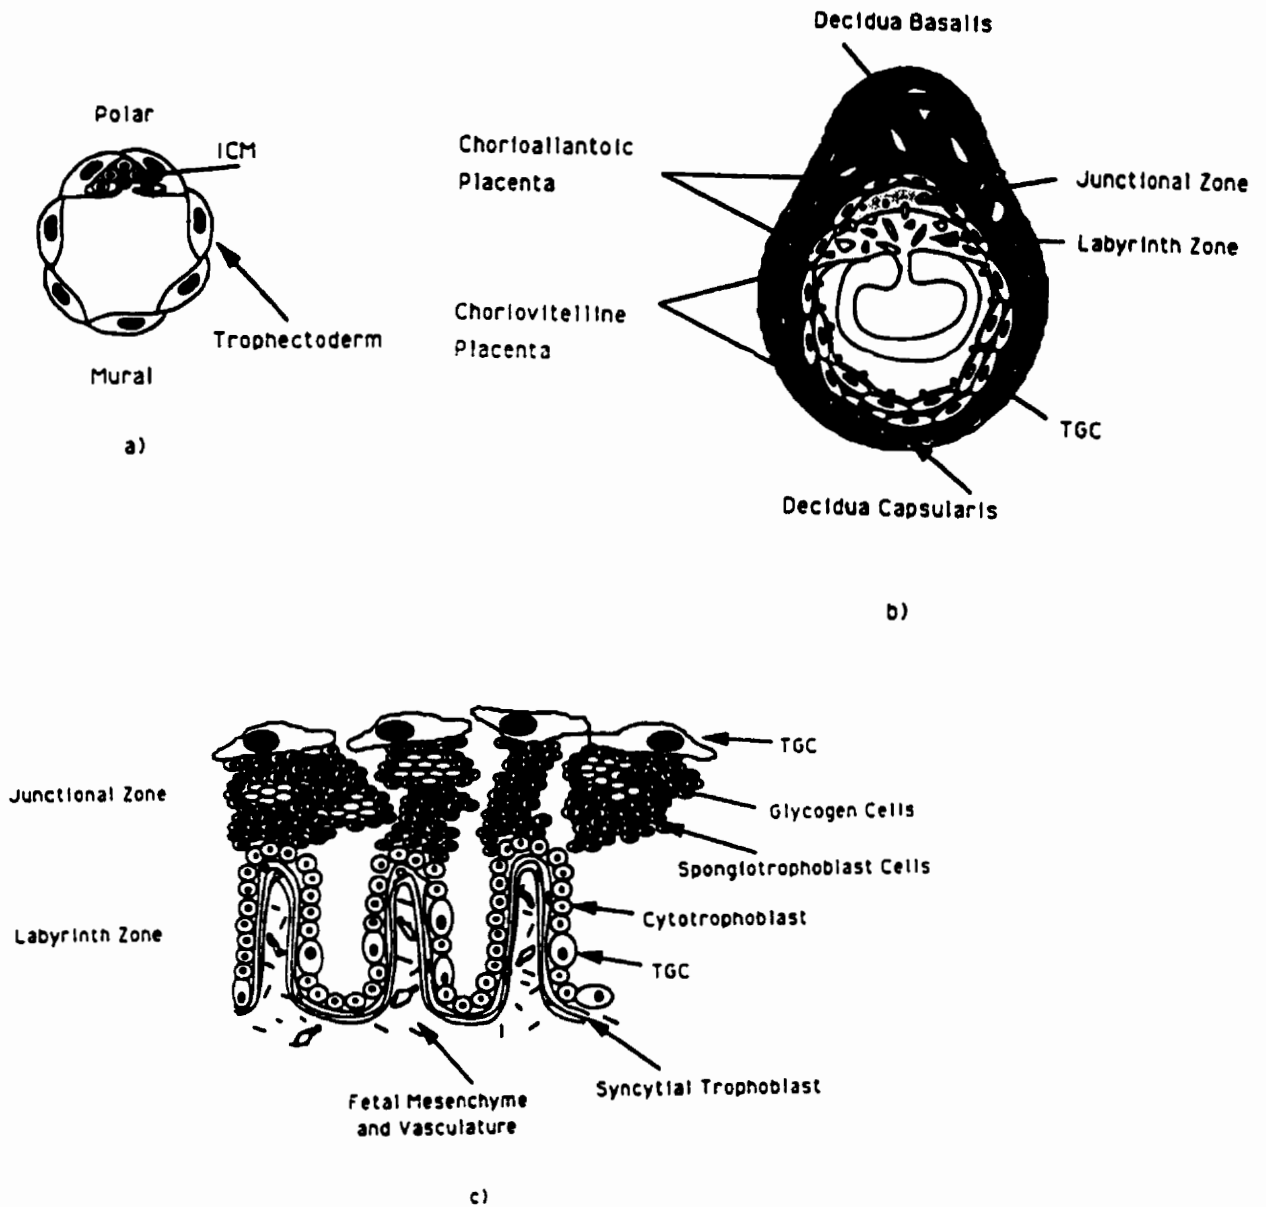 Polar
ICM
Trophectoderm
Mural
a)
Decidua Basalis
Chorioallantoic
Placenta
Junctional Zone
Labyrinth Zone
Choriovitelline
Placenta
TGC
Decidua Capsularis
b)
TGC
Junctional Zone
Glycogen Cells
Spongiotrophoblast Cells
Cytotrophoblast
Labyrinth Zone
TGC
Syncytial Trophoblast
Fetal Mesenchyme
and Vasculature
c)